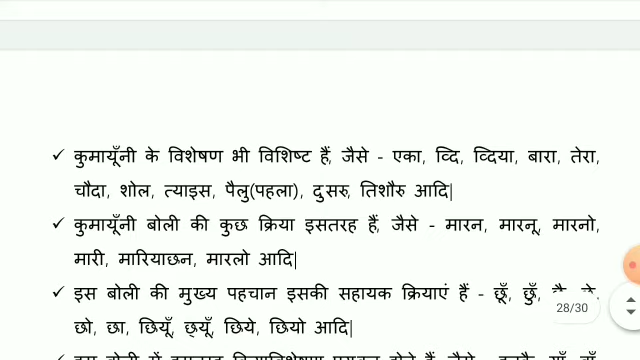 ✓ कुमायूँनी के विशेषण भी विशिष्ट हैं, जैसे - एका, व्दि, व्दिया, बारा, तेरा,
चौदा, शोल, त्याइस, पैलु(पहला), दुसरु, तिशौरु आदि|
✓ कुमायूँनी बोली की कुछ क्रिया इसतरह हैं, जैसे - मारन, मारनू, मारनो,
मारी, मारियाछन, मारलो आदि|
✓ इस बोली की मुख्य पहचान इसकी सहायक क्रियाएं हैं - छूँ, छुँ,
28/30
छो, छा, छियूँ, छ्यूँ, छिये, छियो आदि|